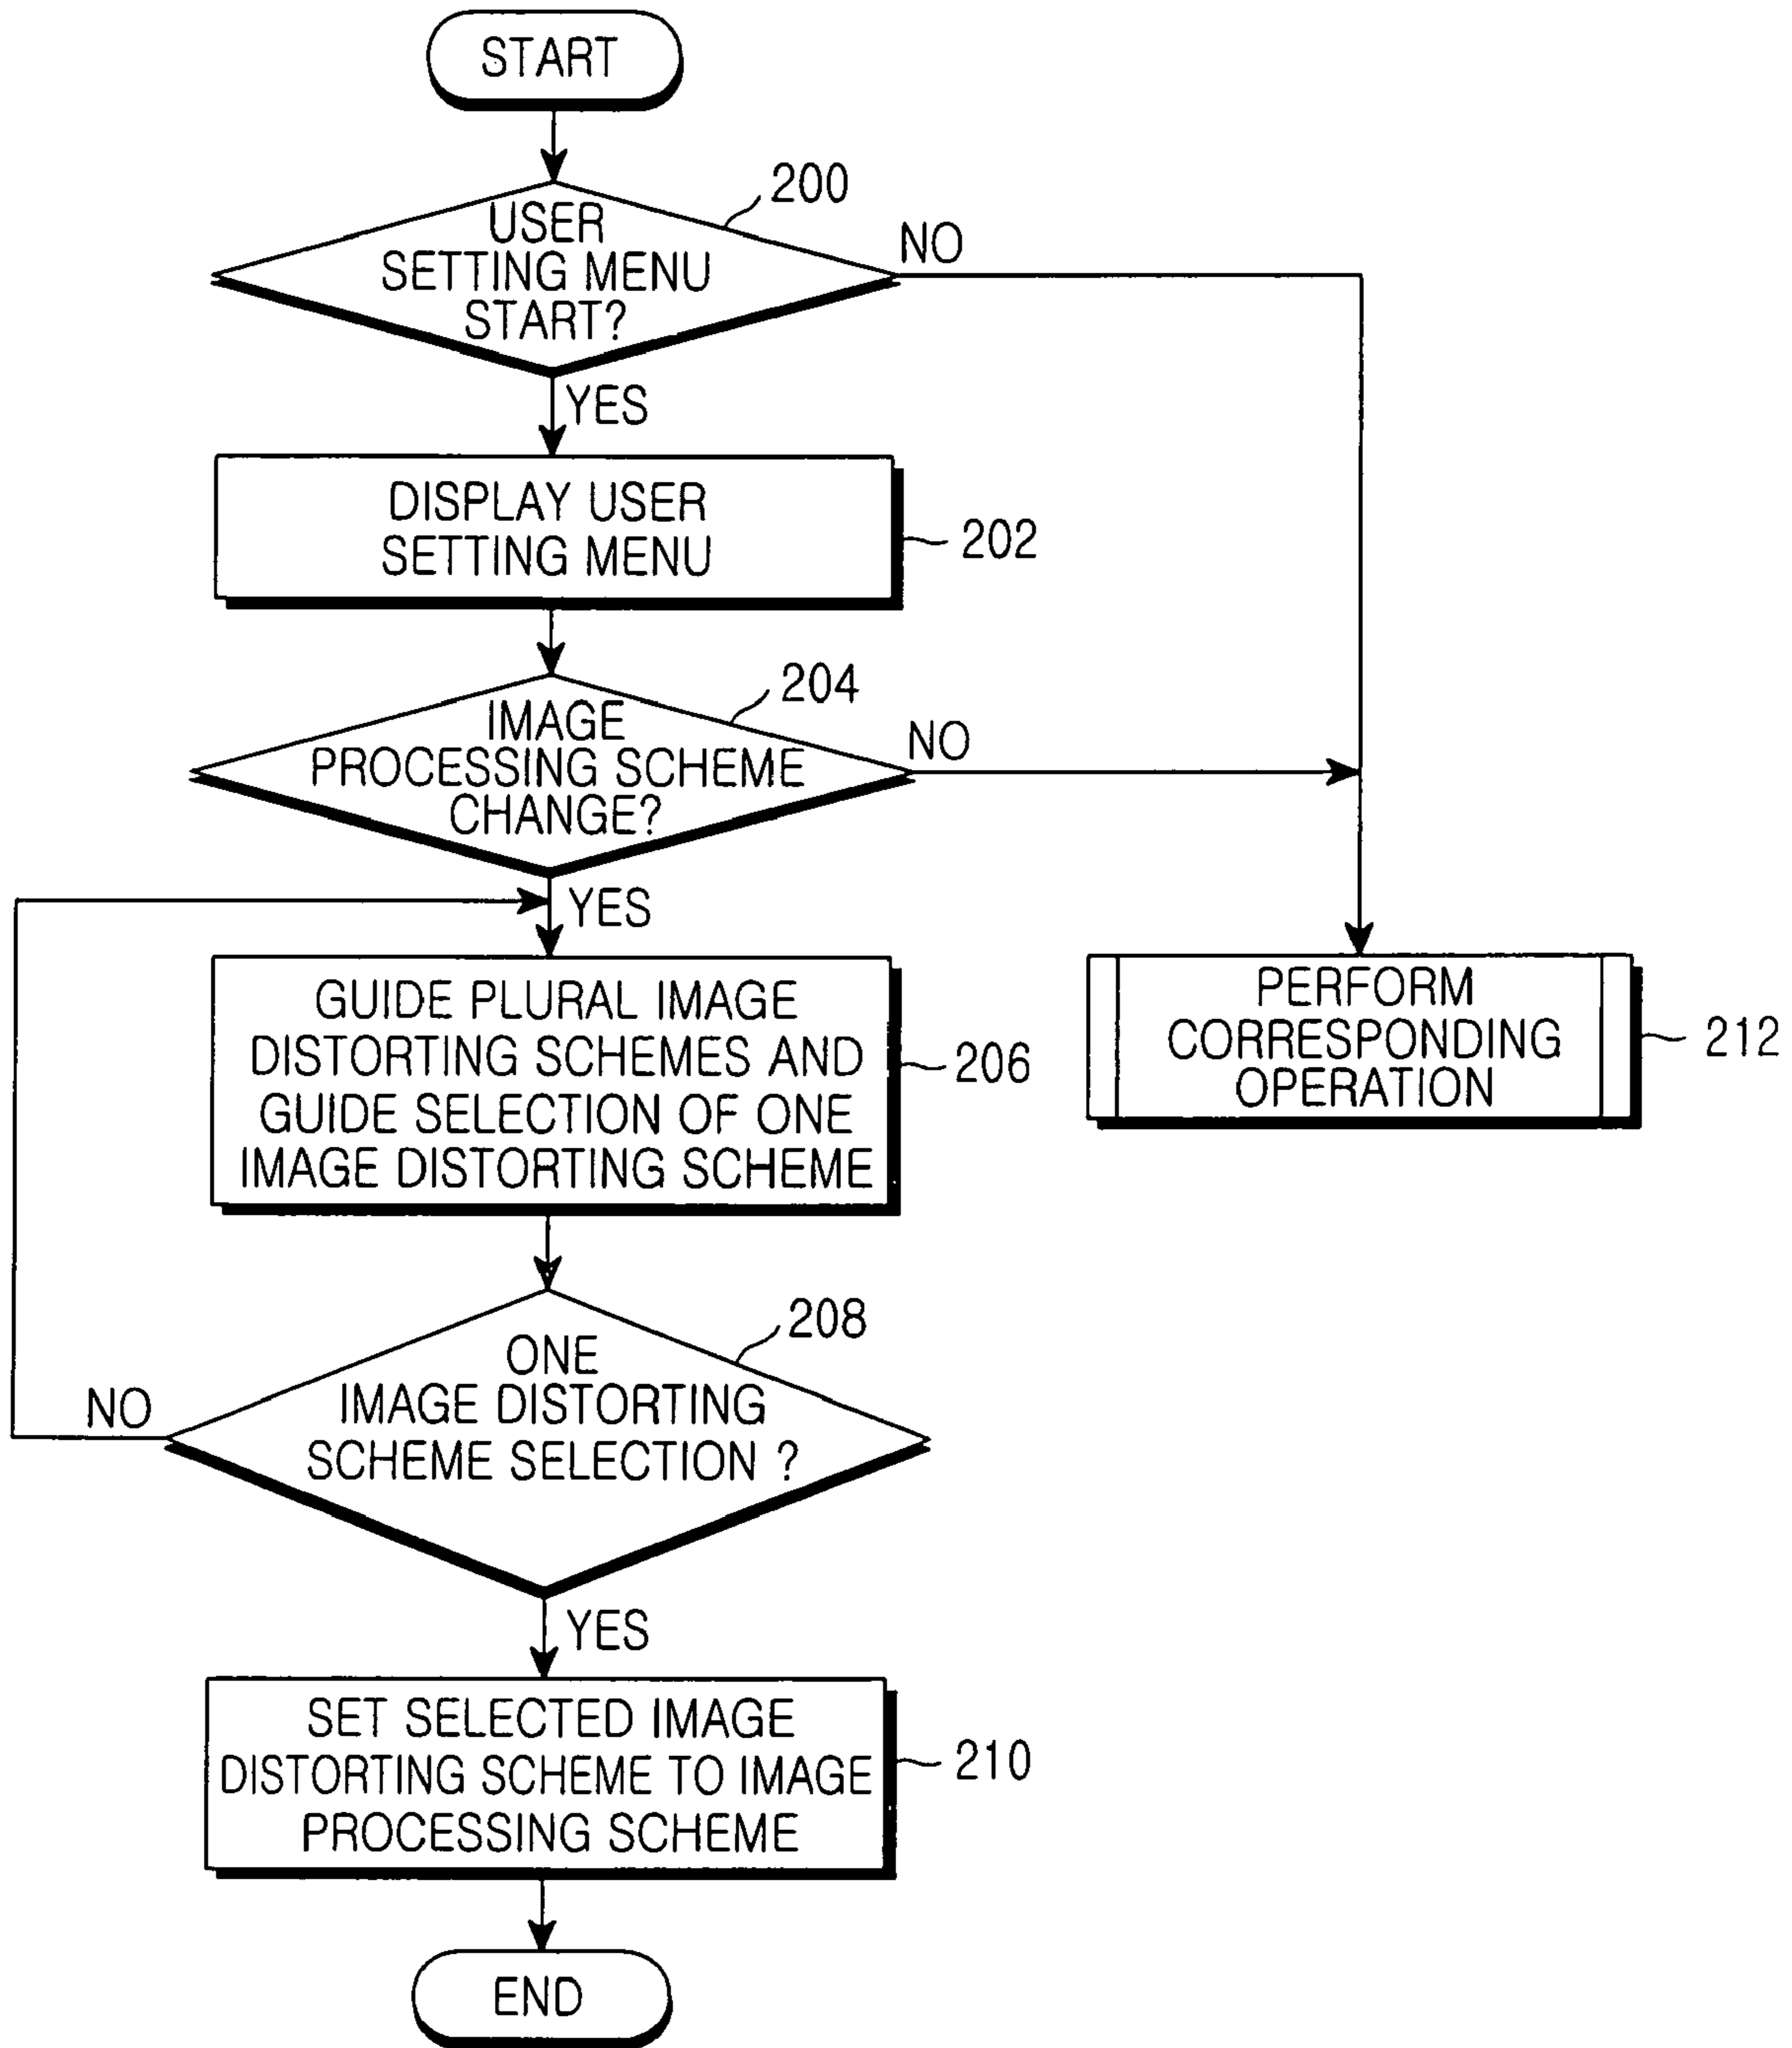 START
200
USER
SETTING MENU
START?
NO
YES
DISPLAY USER
SETTING MENU
202
204
IMAGE
PROCESSING SCHEME
CHANGE?
NO
YES
GUIDE PLURAL IMAGE
DISTORTING SCHEMES AND
GUIDE SELECTION OF ONE
IMAGE DISTORTING SCHEME
206
PERFORM
CORRESPONDING
OPERATION
212
208
ONE
IMAGE DISTORTING
SCHEME SELECTION ?
NO
YES
SET SELECTED IMAGE
DISTORTING SCHEME TO IMAGE
PROCESSING SCHEME
210
END